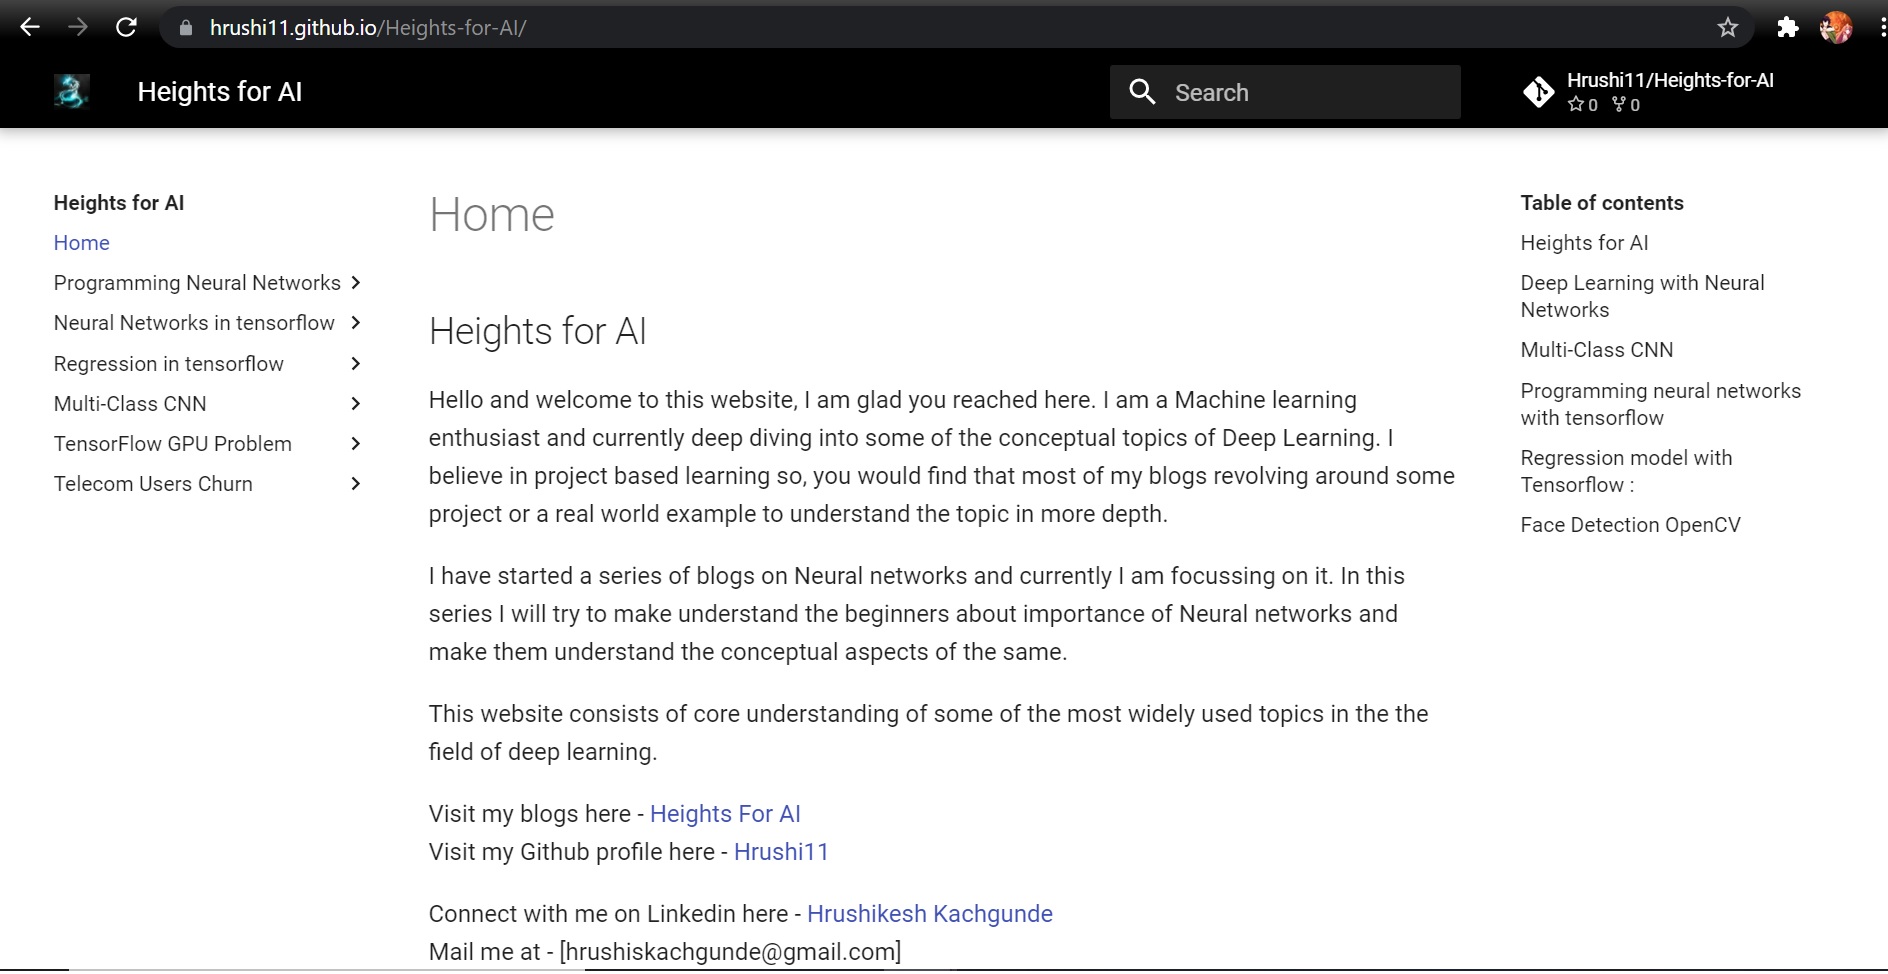 hrushi11.github.io/Heights-for-AI/
Heights for AI
Search
Hrushi11/Heights-for-AI
0 0
Heights for AI
Home
Programming Neural Networks
Neural Networks in tensorflow
Regression in tensorflow
Multi-Class CNN
TensorFlow GPU Problem
Telecom Users Churn
Home
Heights for AI
Hello and welcome to this website, I am glad you reached here. I am a Machine learning
enthusiast and currently deep diving into some of the conceptual topics of Deep Learning. I
believe in project based learning so, you would find that most of my blogs revolving around some
project or a real world example to understand the topic in more depth.
I have started a series of blogs on Neural networks and currently I am focussing on it. In this
series I will try to make understand the beginners about importance of Neural networks and
make them understand the conceptual aspects of the same.
This website consists of core understanding of some of the most widely used topics in the the
field of deep learning.
Visit my blogs here - Heights For AI
Visit my Github profile here - Hrushi11
Connect with me on Linkedin here - Hrushikesh Kachgunde
Mail me at - [hrushiskachgunde@gmail.com]
Table of contents
Heights for AI
Deep Learning with Neural
Networks
Multi-Class CNN
Programming neural networks
with tensorflow
Regression model with
Tensorflow :
Face Detection OpenCV